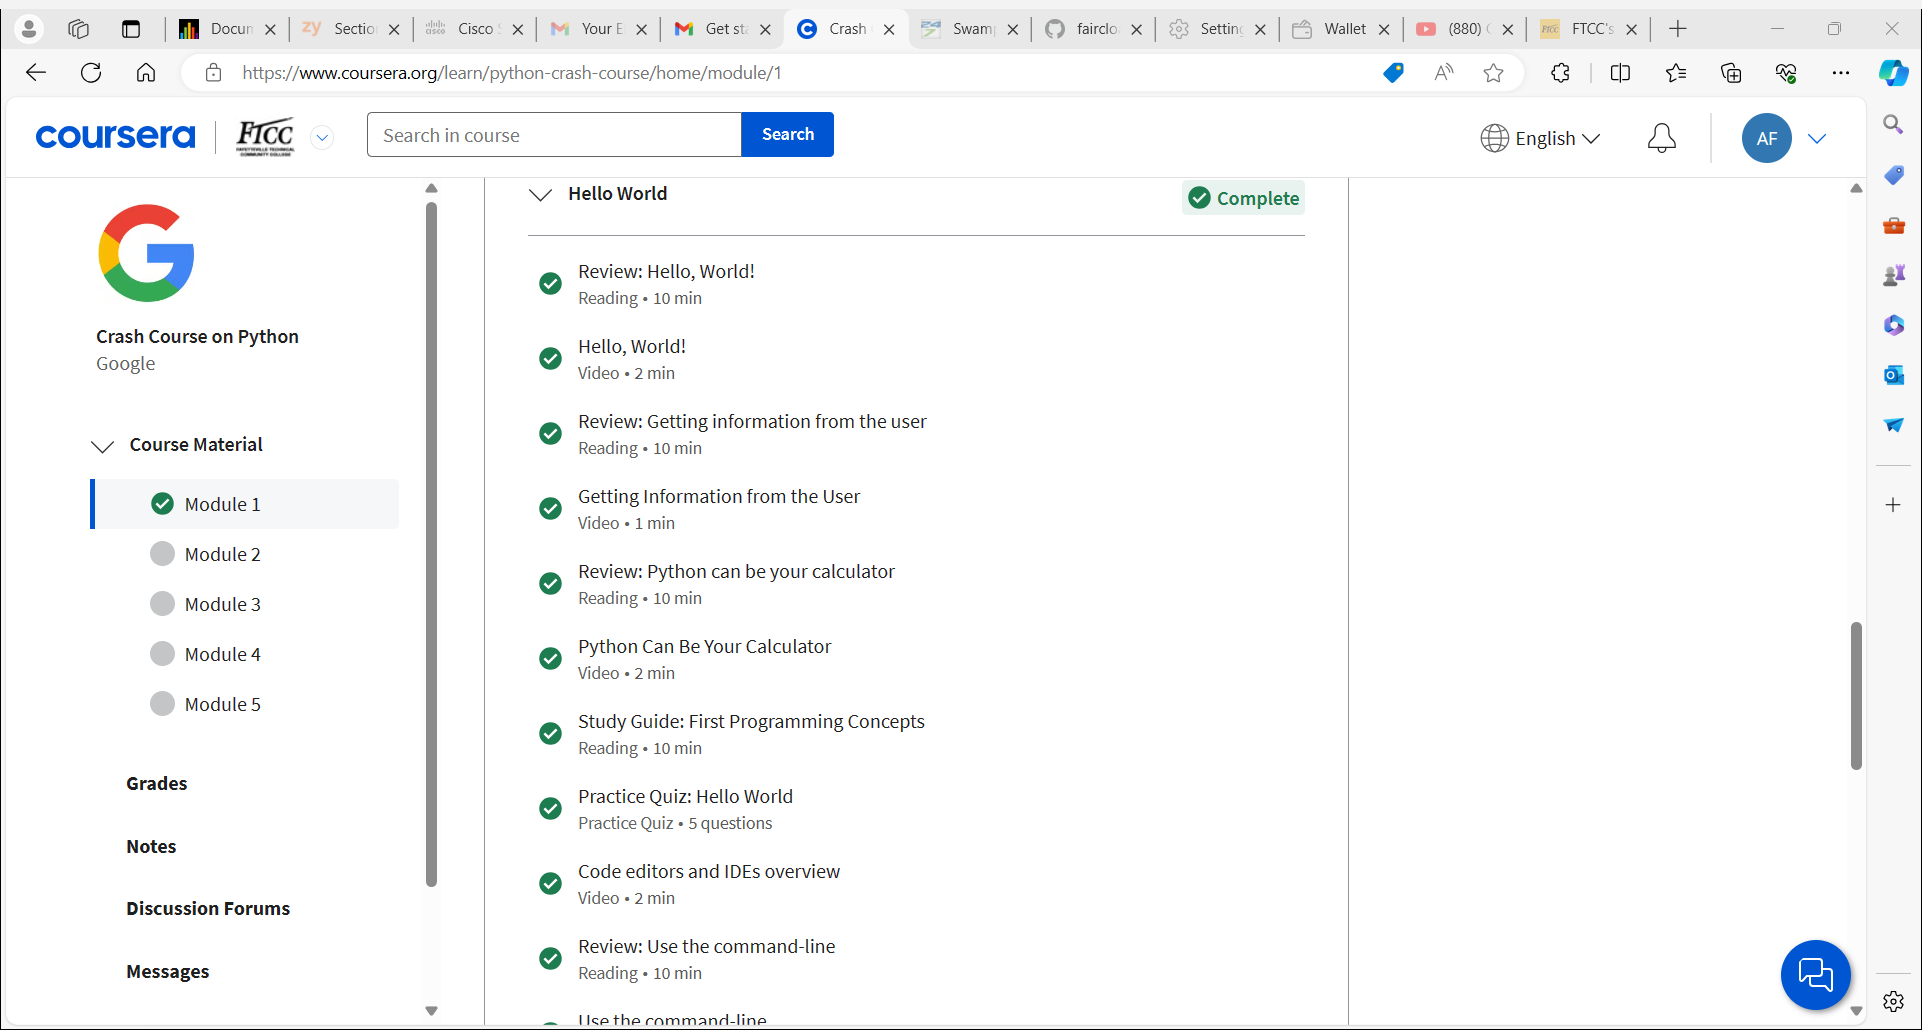 Docun
Section
Cisco S
Your E
Get sta
Crash
Swam
fairclo
Setting
Wallet
(880)
FTCC's
https://www.coursera.org/learn/python-crash-course/home/module/1
coursera
FTCC
FAYETTEVILLE TECHNICAL
COMMUNITY COLLEGE
Search in course
Search
English
AF
Crash Course on Python
Google
Course Material
Module 1
Module 2
Module 3
Module 4
Module 5
Grades
Notes
Discussion Forums
Messages
Hello World
Complete
Review: Hello, World!
Reading • 10 min
Hello, World!
Video • 2 min
Review: Getting information from the user
Reading • 10 min
Getting Information from the User
Video • 1 min
Review: Python can be your calculator
Reading • 10 min
Python Can Be Your Calculator
Video • 2 min
Study Guide: First Programming Concepts
Reading • 10 min
Practice Quiz: Hello World
Practice Quiz • 5 questions
Code editors and IDEs overview
Video • 2 min
Review: Use the command-line
Reading • 10 min
Use the command-line